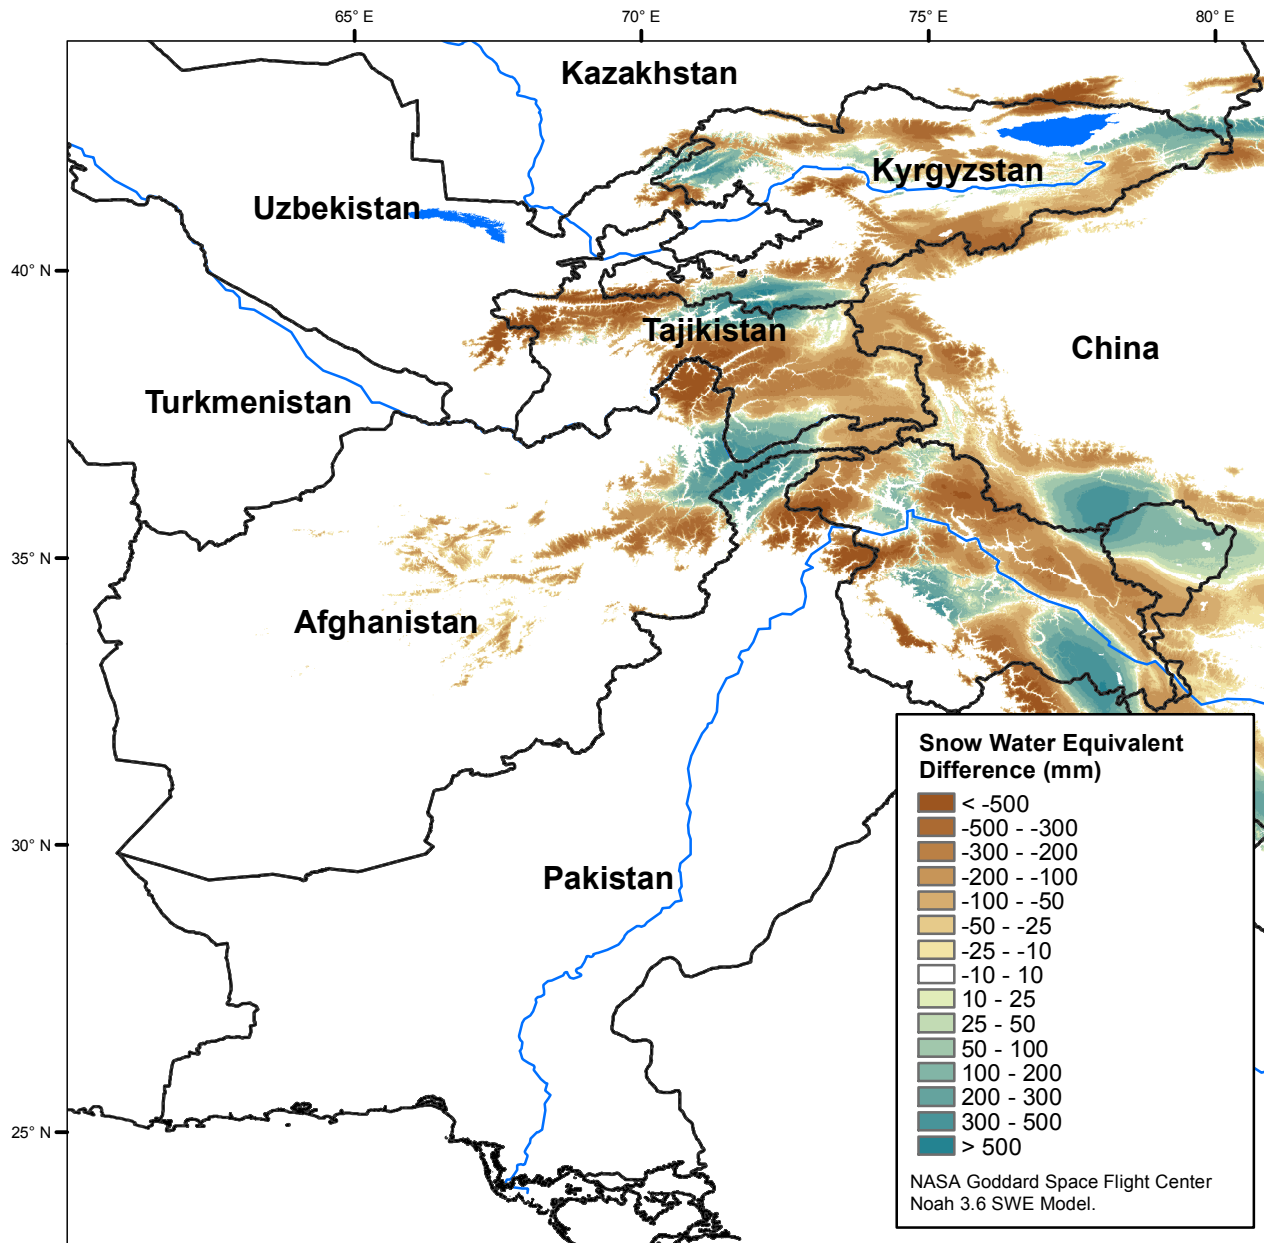 65° E
70° E
75° E
80° E
Kazakhstan
Kyrgyzstan
Uzbekistan
40° N
Tajikistan
China
Turkmenistan
35° N
Afghanistan
Snow Water Equivalent
Difference (mm)
< -500
-500 - -300
-300 - -200
-200 - -100
-100 - -50
-50 - -25
-25 - -10
-10 - 10
10 - 25
25 - 50
50 - 100
100 - 200
200 - 300
300 - 500
> 500
NASA Goddard Space Flight Center
Noah 3.6 SWE Model.
30° N
Pakistan
25° N